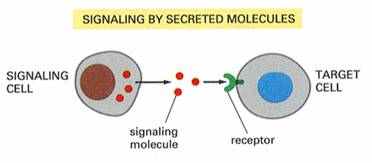 SIGNALING BY SECRETED MOLECULES
SIGNALING
CELL
TARGET
CELL
signaling
molecule
receptor